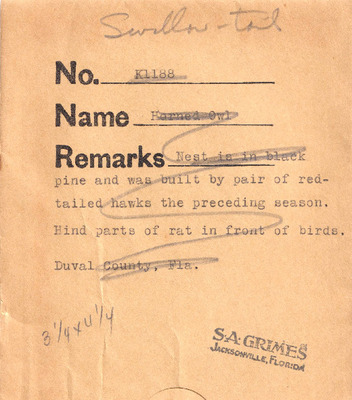 Swallow-tail
No. K1188
Name Horned Owl
Remarks Nest is in black
pine and was built by pair of red-
tailed hawks the preceding season.
Hind parts of rat in front of birds.
Duval County, Fla.
3 1/4 x 4 1/4
S.A. GRIMES
JACKSONVILLE, FLORIDA